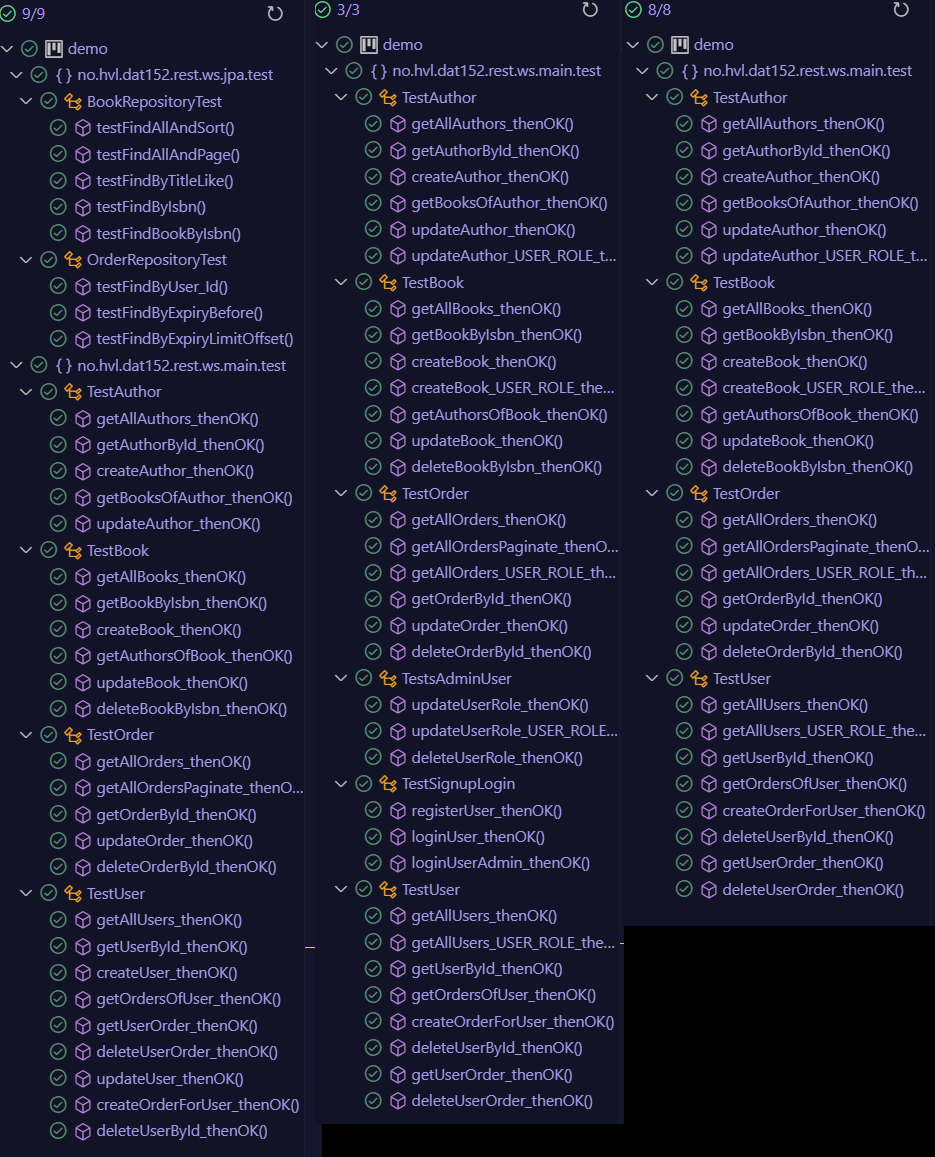 9/9
demo
{ } no.hvl.dat152.rest.ws.jpa.test
BookRepositoryTest
testFindAllAndSort()
testFindAllAndPage()
testFindByTitleLike()
testFindByIsbn()
testFindBookByIsbn()
OrderRepositoryTest
testFindByUser_Id()
testFindByExpiryBefore()
testFindByExpiryLimitOffset()
{ } no.hvl.dat152.rest.ws.main.test
TestAuthor
getAllAuthors_thenOK()
getAuthorById_thenOK()
createAuthor_thenOK()
getBooksOfAuthor_thenOK()
updateAuthor_thenOK()
TestBook
getAllBooks_thenOK()
getBookByIsbn_thenOK()
createBook_thenOK()
getAuthorsOfBook_thenOK()
updateBook_thenOK()
deleteBookByIsbn_thenOK()
TestOrder
getAllOrders_thenOK()
getAllOrdersPaginate_thenO...
getOrderById_thenOK()
updateOrder_thenOK()
deleteOrderById_thenOK()
TestUser
getAllUsers_thenOK()
getUserById_thenOK()
createUser_thenOK()
getOrdersOfUser_thenOK()
getUserOrder_thenOK()
deleteUserOrder_thenOK()
updateUser_thenOK()
createOrderForUser_thenOK()
deleteUserById_thenOK()
3/3
demo
{ } no.hvl.dat152.rest.ws.main.test
TestAuthor
getAllAuthors_thenOK()
getAuthorById_thenOK()
createAuthor_thenOK()
getBooksOfAuthor_thenOK()
updateAuthor_thenOK()
updateAuthor_USER_ROLE_t...
TestBook
getAllBooks_thenOK()
getBookByIsbn_thenOK()
createBook_thenOK()
createBook_USER_ROLE_the...
getAuthorsOfBook_thenOK()
updateBook_thenOK()
deleteBookByIsbn_thenOK()
TestOrder
getAllOrders_thenOK()
getAllOrdersPaginate_thenO...
getAllOrders_USER_ROLE_th...
getOrderById_thenOK()
updateOrder_thenOK()
deleteOrderById_thenOK()
TestsAdminUser
updateUserRole_thenOK()
updateUserRole_USER_ROLE...
deleteUserRole_thenOK()
TestSignupLogin
registerUser_thenOK()
loginUser_thenOK()
loginUserAdmin_thenOK()
TestUser
getAllUsers_thenOK()
getAllUsers_USER_ROLE_the...
getUserById_thenOK()
getOrdersOfUser_thenOK()
createOrderForUser_thenOK()
deleteUserById_thenOK()
getUserOrder_thenOK()
deleteUserOrder_thenOK()
8/8
demo
{ } no.hvl.dat152.rest.ws.main.test
TestAuthor
getAllAuthors_thenOK()
getAuthorById_thenOK()
createAuthor_thenOK()
getBooksOfAuthor_thenOK()
updateAuthor_thenOK()
updateAuthor_USER_ROLE_t...
TestBook
getAllBooks_thenOK()
getBookByIsbn_thenOK()
createBook_thenOK()
createBook_USER_ROLE_the...
getAuthorsOfBook_thenOK()
updateBook_thenOK()
deleteBookByIsbn_thenOK()
TestOrder
getAllOrders_thenOK()
getAllOrdersPaginate_thenO...
getAllOrders_USER_ROLE_th...
getOrderById_thenOK()
updateOrder_thenOK()
deleteOrderById_thenOK()
TestUser
getAllUsers_thenOK()
getAllUsers_USER_ROLE_the...
getUserById_thenOK()
getOrdersOfUser_thenOK()
createOrderForUser_thenOK()
deleteUserById_thenOK()
getUserOrder_thenOK()
deleteUserOrder_thenOK()